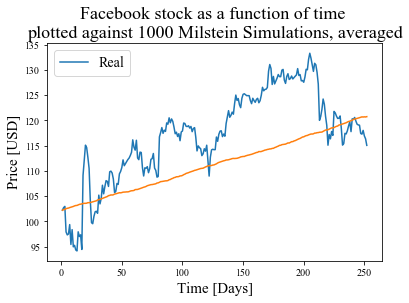 Facebook stock as a function of time
plotted against 1000 Milstein Simulations, averaged
135
130
125
120
115
110
105
100
95
Price [USD]
Real
0 50 100 150 200 250
Time [Days]